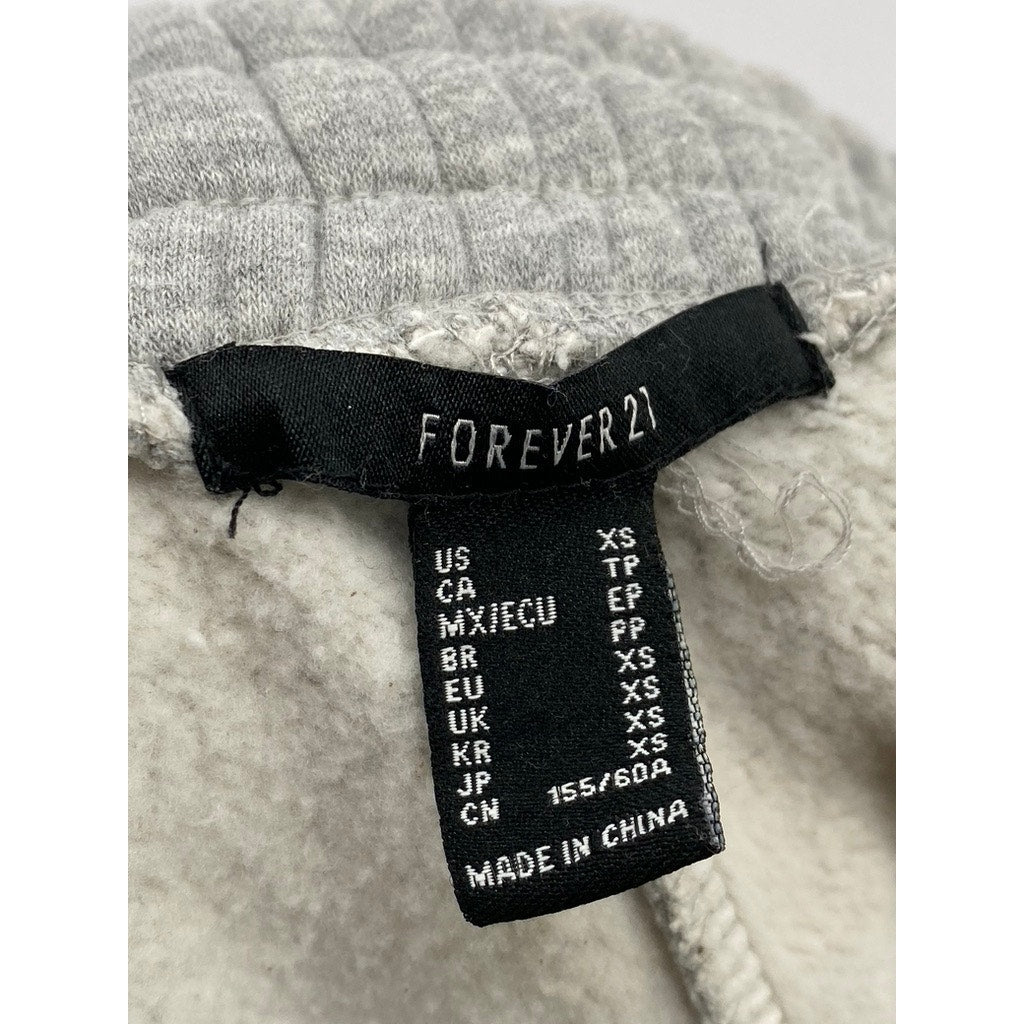 FOREVER 21
US XS
CA TP
MX/ECU EP
BR PP
EU XS
UK XS
KR XS
JP XS
CN 155/60A
MADE IN CHINA